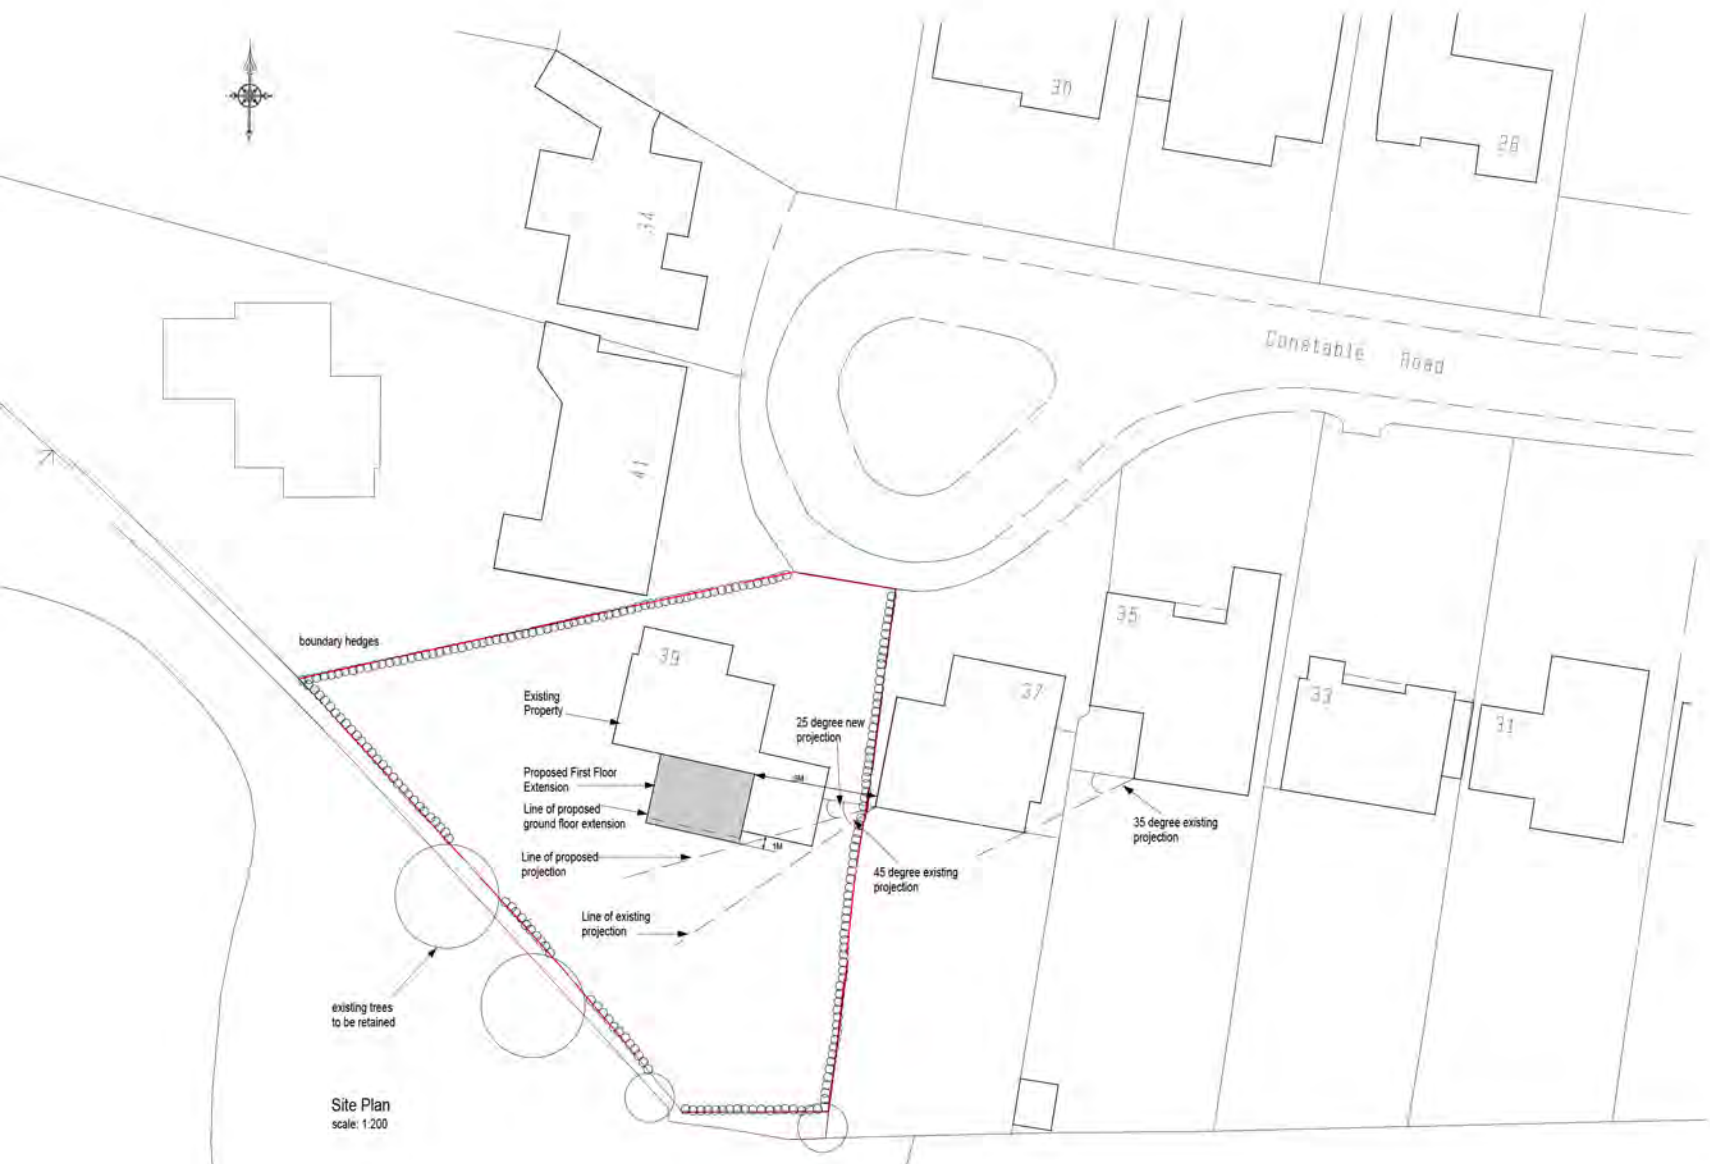 30
28
34
Constable Road
41
boundary hedges
39
35
37
33
31
Existing
Property
25 degree new
projection
Proposed First Floor
Extension
Line of proposed
ground floor extension
35 degree existing
projection
1M
Line of proposed
projection
45 degree existing
projection
Line of existing
projection
existing trees
to be retained
Site Plan
scale: 1:200